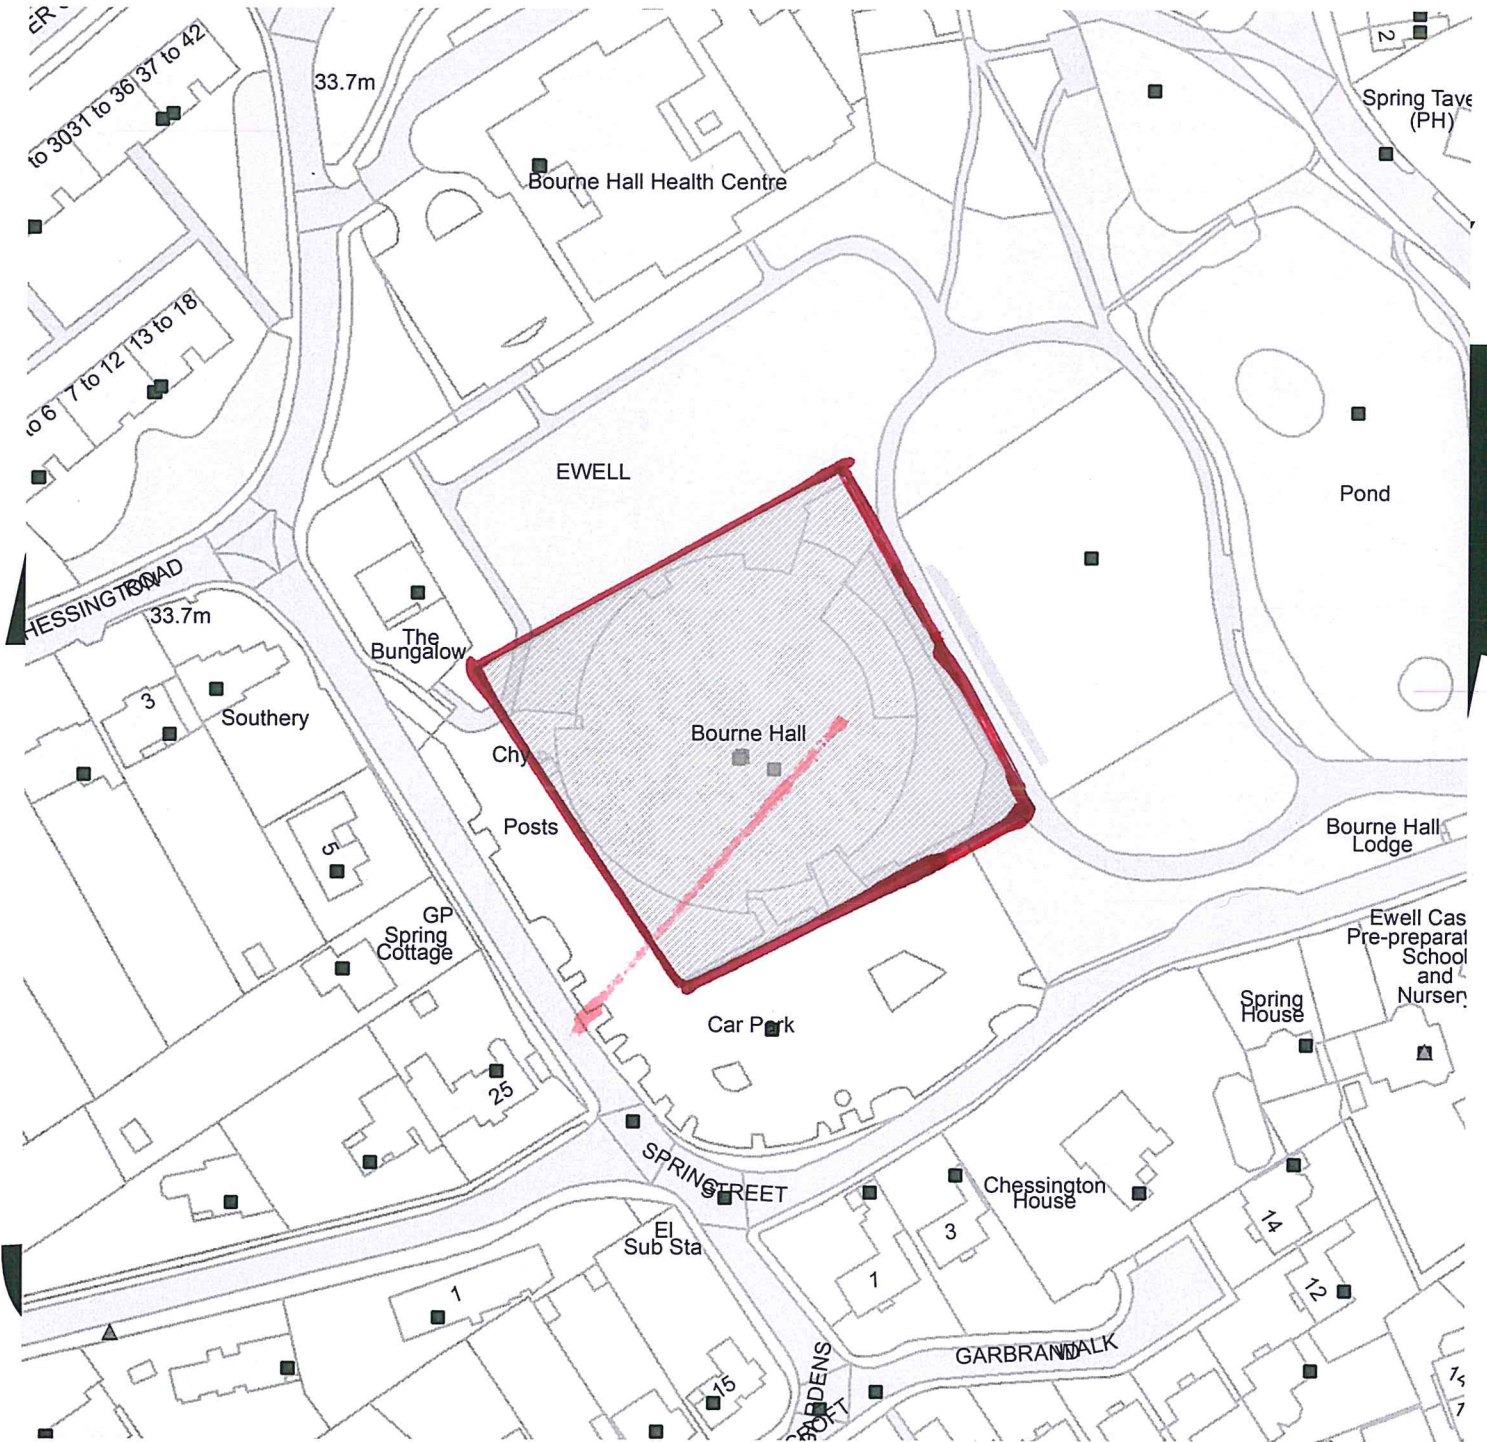 37 to 42
31 to 36
to 30
33.7m
2
Spring Tave
(PH)
Bourne Hall Health Centre
13 to 18
7 to 12
to 6
EWELL
Pond
HESSINGTON ROAD
33.7m
The
Bungalow
3
Southery
Bourne Hall
Chy
Posts
5
Bourne Hall
Lodge
GP
Spring
Cottage
Ewell Cas
Pre-preparat
School
and
Nursery
Spring
House
Car Park
25
SPRING STREET
Chessington
House
El
Sub Sta
3
14
1
1
12
GARBRAND WALK
15
ARDENS